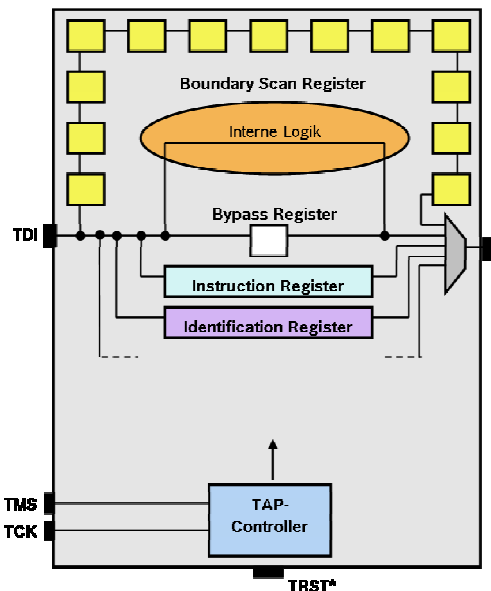 Boundary Scan Register
Interne Logik
Bypass Register
TDI
Instruction Register
Identification Register
TMS
TCK
TAP-
Controller
TRST*